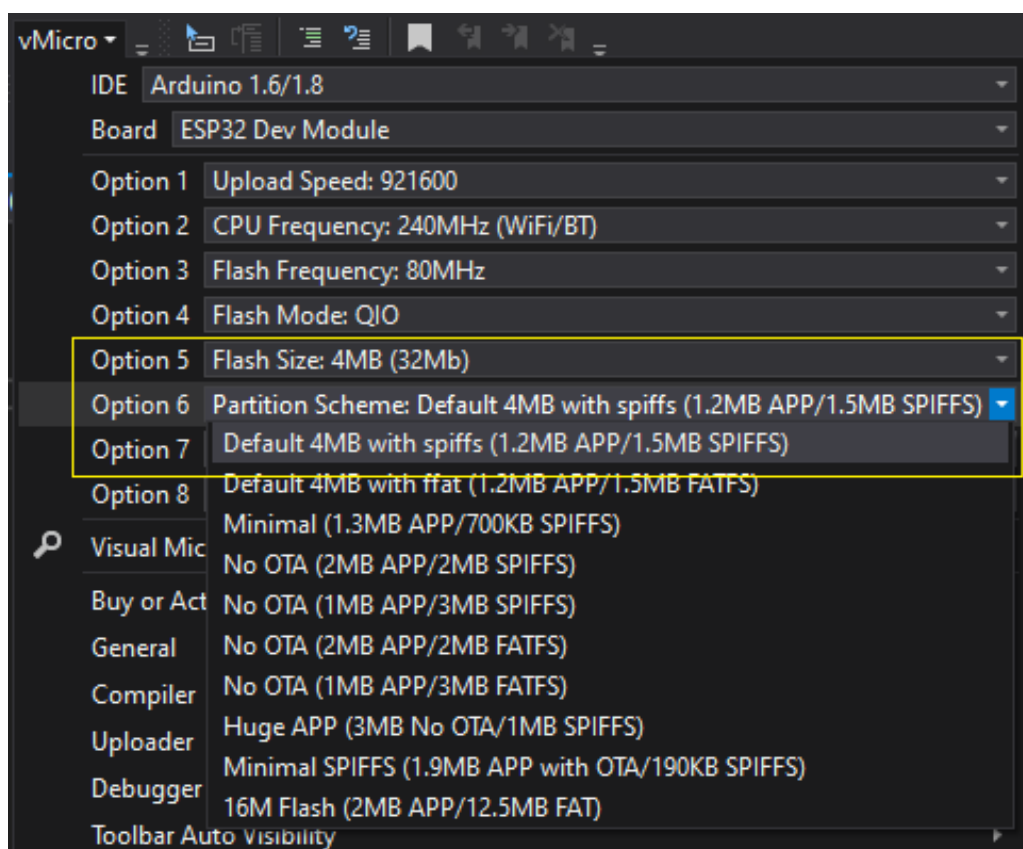 vMicro
IDE Arduino 1.6/1.8
Board ESP32 Dev Module
Option 1 Upload Speed: 921600
Option 2 CPU Frequency: 240MHz (WiFi/BT)
Option 3 Flash Frequency: 80MHz
Option 4 Flash Mode: QIO
Option 5 Flash Size: 4MB (32Mb)
Option 6 Partition Scheme: Default 4MB with spiffs (1.2MB APP/1.5MB SPIFFS)
Option 7 Default 4MB with spiffs (1.2MB APP/1.5MB SPIFFS)
Option 8 Default 4MB with ffat (1.2MB APP/1.5MB FATFS)
Minimal (1.3MB APP/700KB SPIFFS)
Visual Mic
No OTA (2MB APP/2MB SPIFFS)
Buy or Act No OTA (1MB APP/3MB SPIFFS)
General No OTA (2MB APP/2MB FATFS)
Compiler No OTA (1MB APP/3MB FATFS)
Uploader Huge APP (3MB No OTA/1MB SPIFFS)
Debugger Minimal SPIFFS (1.9MB APP with OTA/190KB SPIFFS)
16M Flash (2MB APP/12.5MB FAT)
Toolbar Auto Visibility